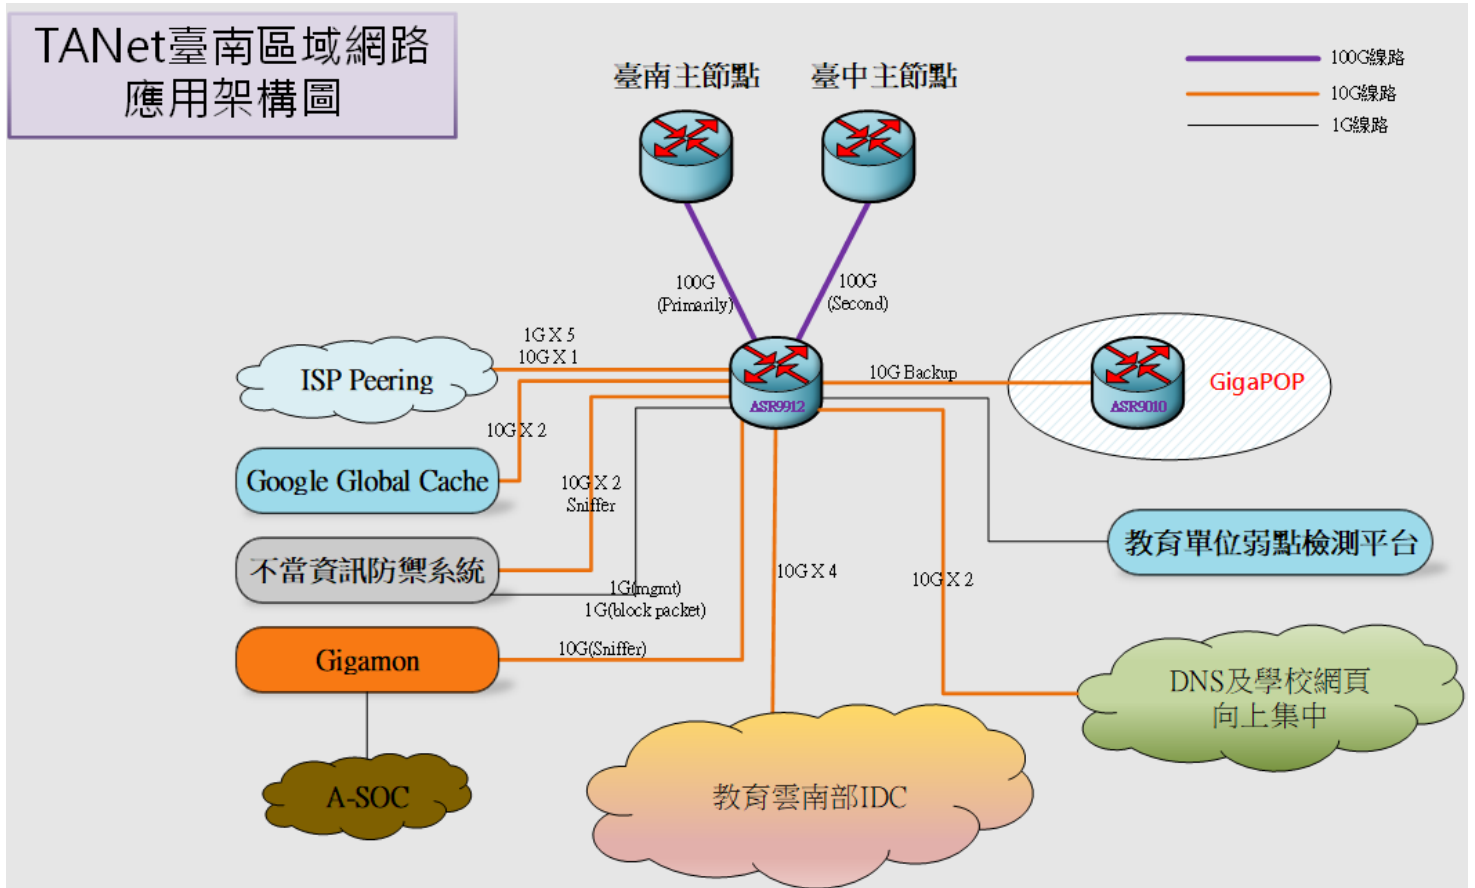 TANet臺南區域網路
應用架構圖
臺南主節點
臺中主節點
100G線路
10G線路
1G線路
100G
(Primarily)
100G
(Second)
1G X 5
10G X 1
ISP Peering
10G Backup
GigaPOP
ASR9912
ASR9010
10G X 2
Google Global Cache
10G X 2
Sniffer
教育單位弱點檢測平台
不當資訊防禦系統
1G(mgmt)
1G(block packet)
10G X 4
10G X 2
10G(Sniffer)
Gigamon
DNS及學校網頁
向上集中
A-SOC
教育雲南部IDC